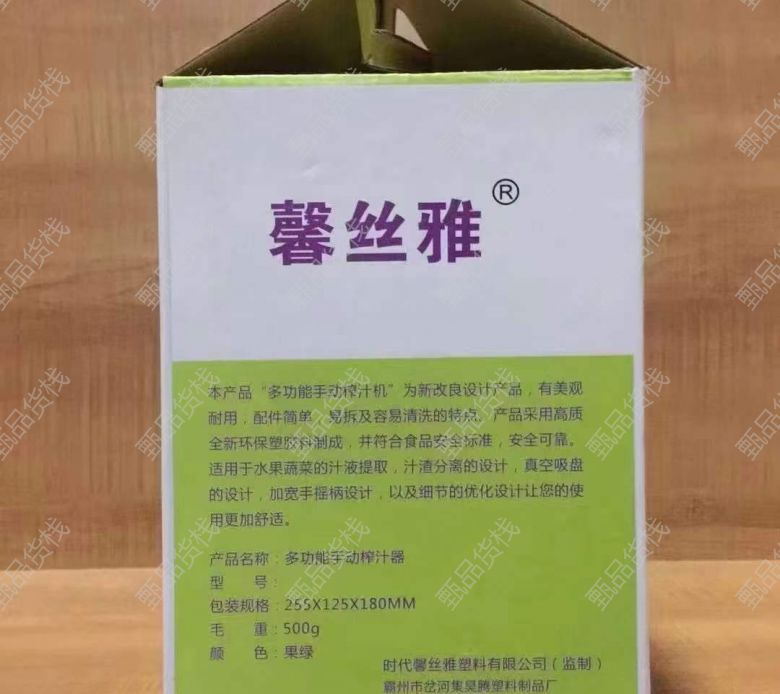 馨丝雅®
本产品“多功能手动榨汁机”为新改良设计产品，有美观
耐用，配件简单、易拆及容易清洗的特点。产品采用高质
全新环保塑胶料制成，并符合食品安全标准，安全可靠。
适用于水果蔬菜的汁液提取，汁渣分离的设计，真空吸盘
的设计，加宽手摇柄设计，以及细节的优化设计让您的使
用更加舒适。
产品名称：多功能手动榨汁器
型 号：
包装规格：255X125X180MM
毛 重：500g
颜 色：果绿
时代馨丝雅塑料有限公司（监制）
霸州市岔河集昊腾塑料制品厂
甄品货栈